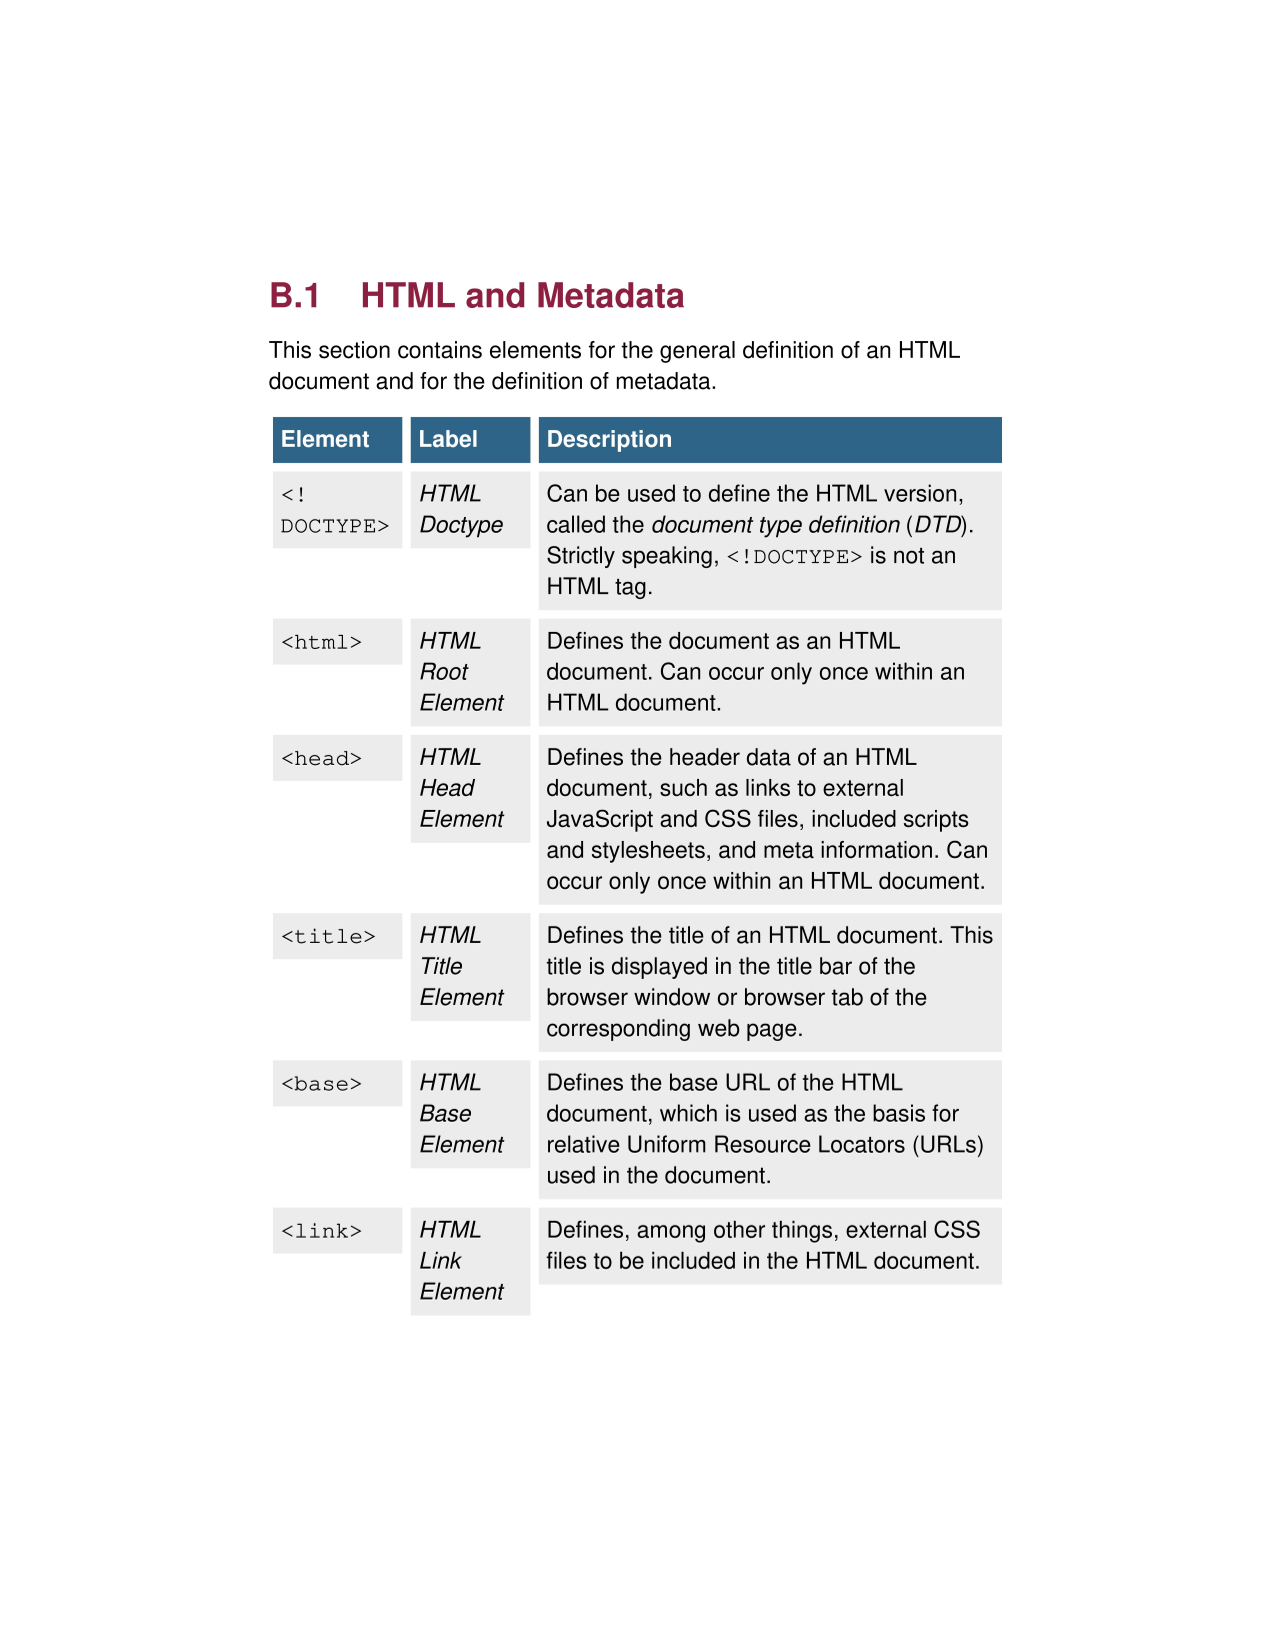 B.1 HTML and Metadata
This section contains elements for the general definition of an HTML
document and for the definition of metadata.
Element Label Description
<! HTML Can be used to define the HTML version,
DOCTYPE> Doctype called the document type definition (DTD).
Strictly speaking, <!DOCTYPE> is not an
HTML tag.
<html> HTML Defines the document as an HTML
Root document. Can occur only once within an
Element HTML document.
<head> HTML Defines the header data of an HTML
Head document, such as links to external
Element JavaScript and CSS files, included scripts
and stylesheets, and meta information. Can
occur only once within an HTML document.
<title> HTML Defines the title of an HTML document. This
Title title is displayed in the title bar of the
Element browser window or browser tab of the
corresponding web page.
<base> HTML Defines the base URL of the HTML
Base document, which is used as the basis for
Element relative Uniform Resource Locators (URLs)
used in the document.
<link> HTML Defines, among other things, external CSS
Link files to be included in the HTML document.
Element